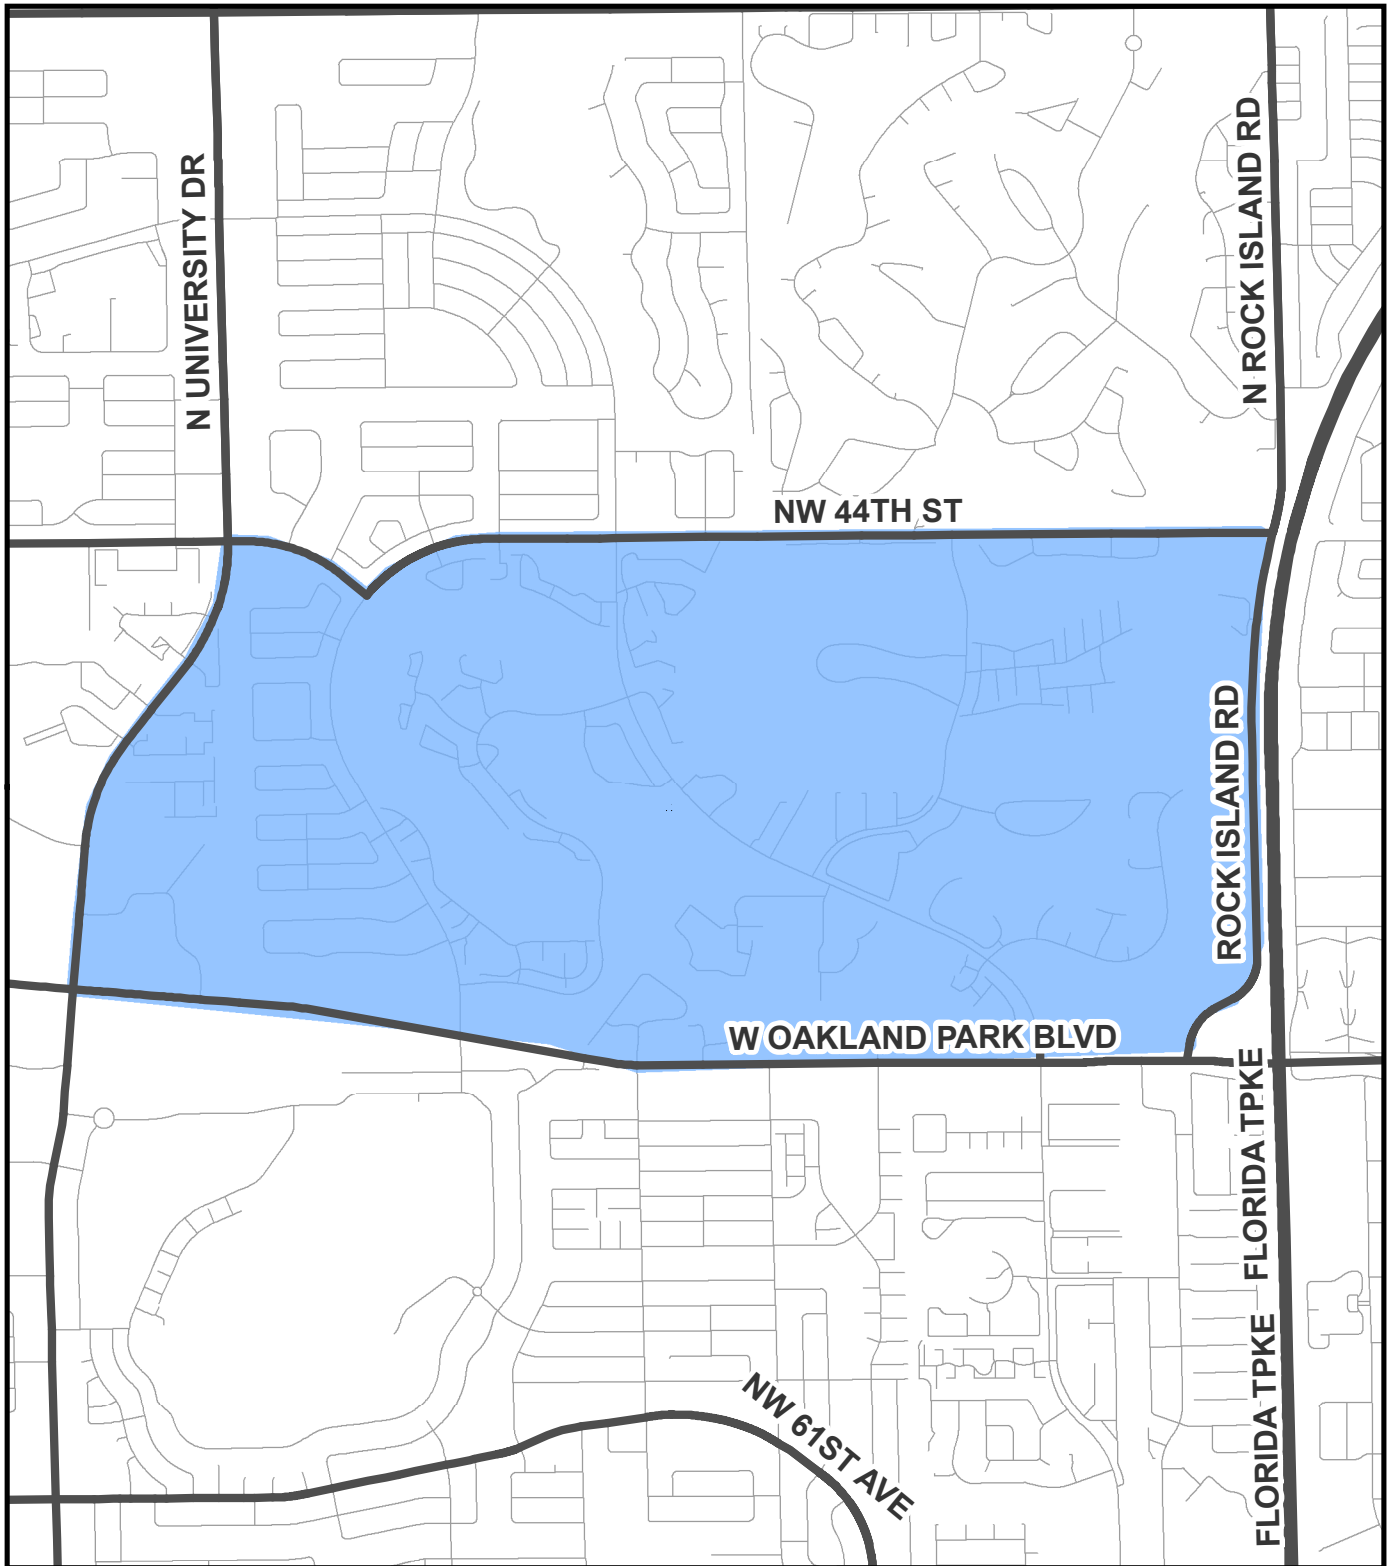 N UNIVERSITY DR
N ROCK ISLAND RD
NW 44TH ST
ROCK ISLAND RD
W OAKLAND PARK BLVD
FLORIDA TPKE
FLORIDA TPKE
NW 61ST AVE